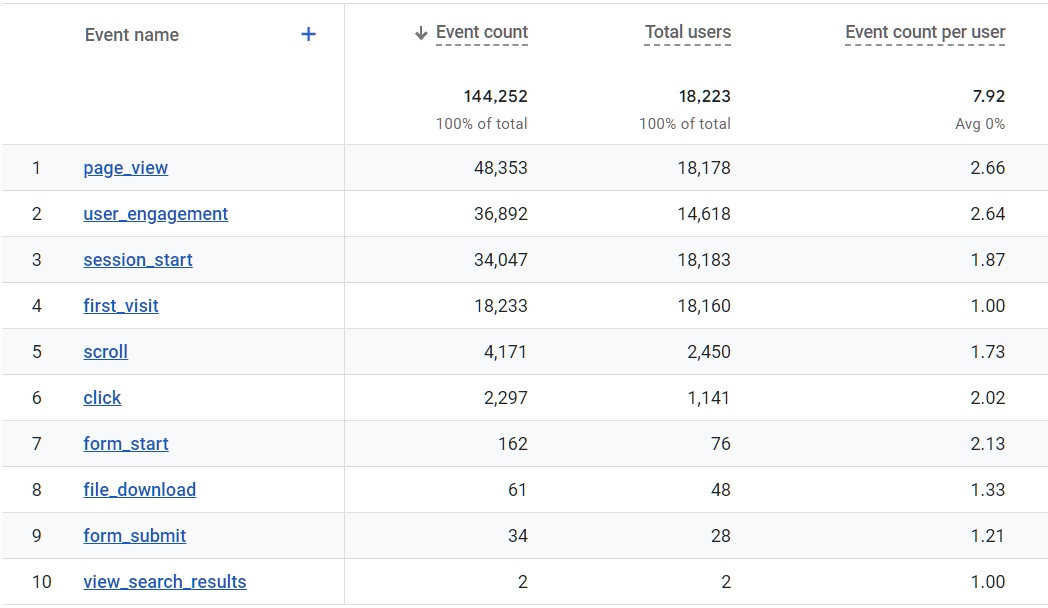 Event name + ↓ Event count Total users Event count per user
144,252 18,223 7.92
100% of total 100% of total Avg 0%
1 page_view 48,353 18,178 2.66
2 user_engagement 36,892 14,618 2.64
3 session_start 34,047 18,183 1.87
4 first_visit 18,233 18,160 1.00
5 scroll 4,171 2,450 1.73
6 click 2,297 1,141 2.02
7 form_start 162 76 2.13
8 file_download 61 48 1.33
9 form_submit 34 28 1.21
10 view_search_results 2 2 1.00